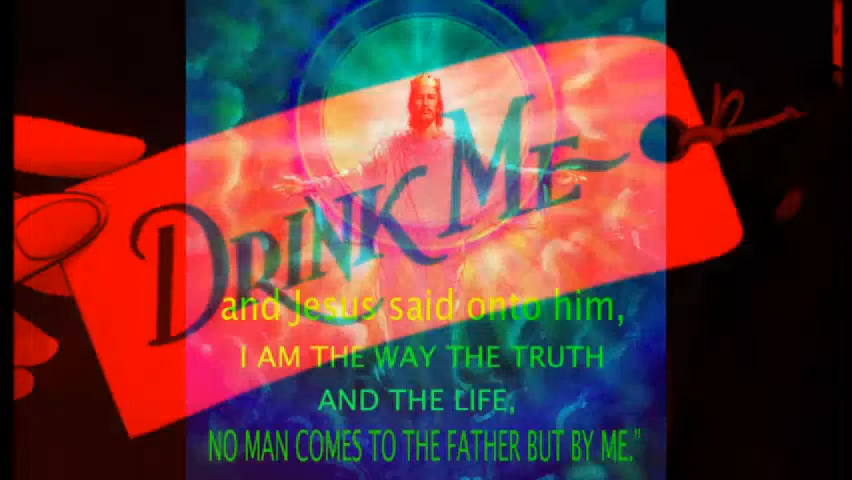 DRINK ME
and Jesus said onto him,
I AM THE WAY THE TRUTH
AND THE LIFE,
NO MAN COMES TO THE FATHER BUT BY ME."